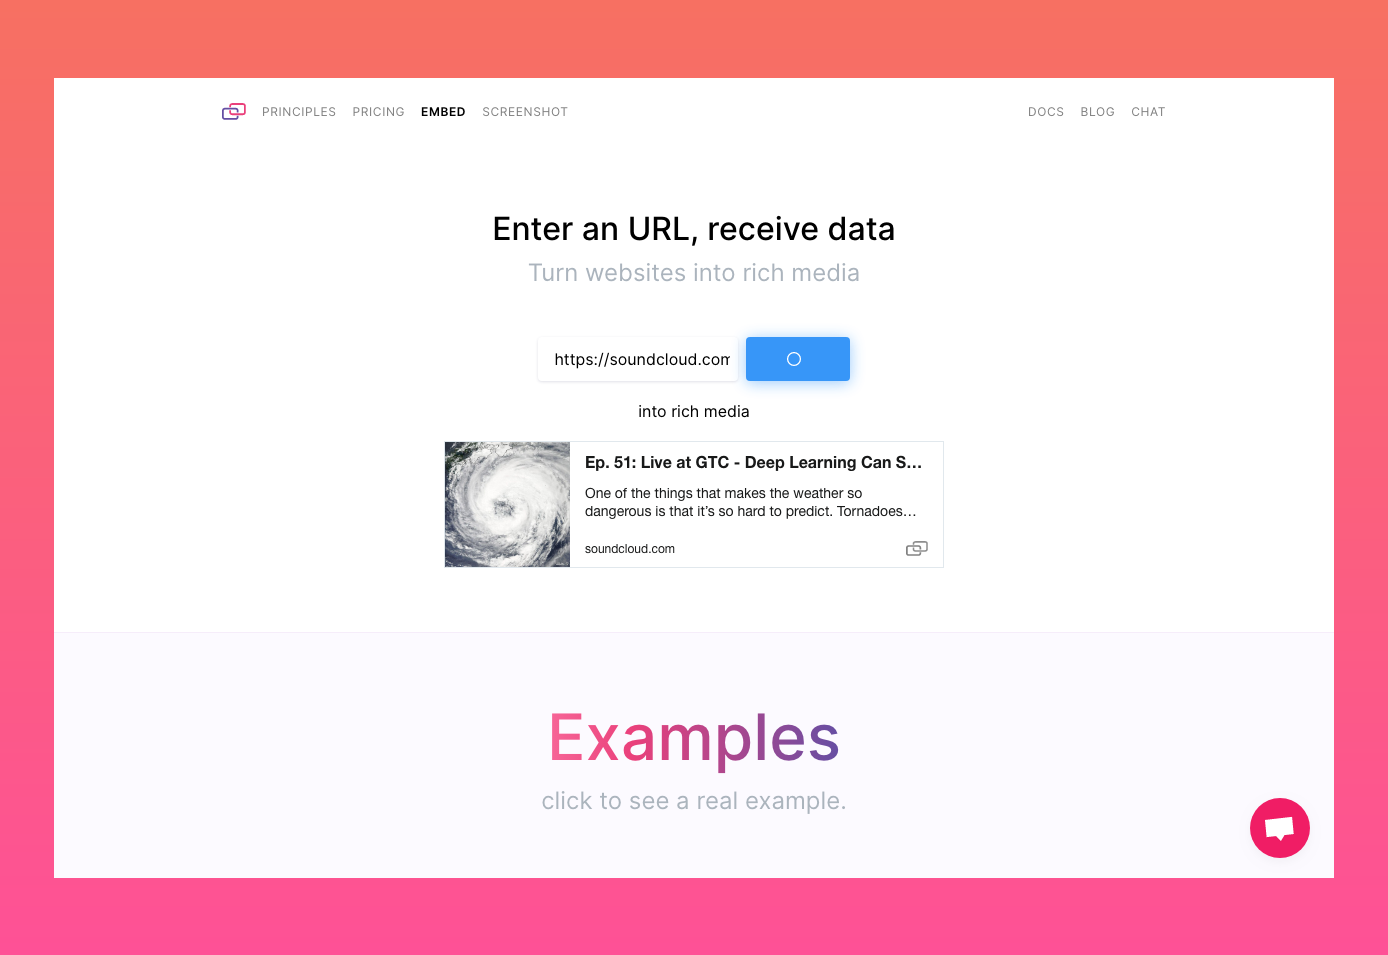 PRINCIPLES PRICING EMBED SCREENSHOT DOCS BLOG CHAT
Enter an URL, receive data
Turn websites into rich media
https://soundcloud.com
into rich media
Ep. 51: Live at GTC - Deep Learning Can S...
One of the things that makes the weather so
dangerous is that it’s so hard to predict. Tornadoes...
soundcloud.com
Examples
click to see a real example.